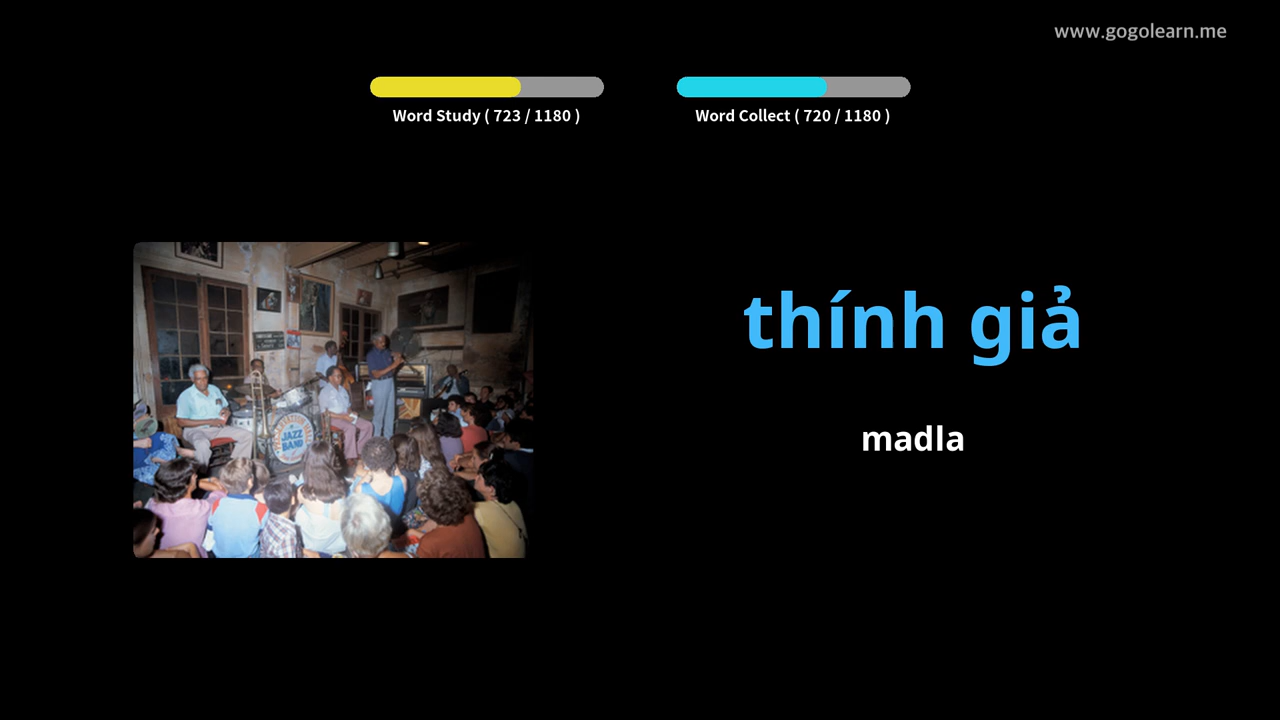 www.gogolearn.me
Word Study ( 723 / 1180 )
Word Collect ( 720 / 1180 )
thính giả
madla
JAZZ
BAND